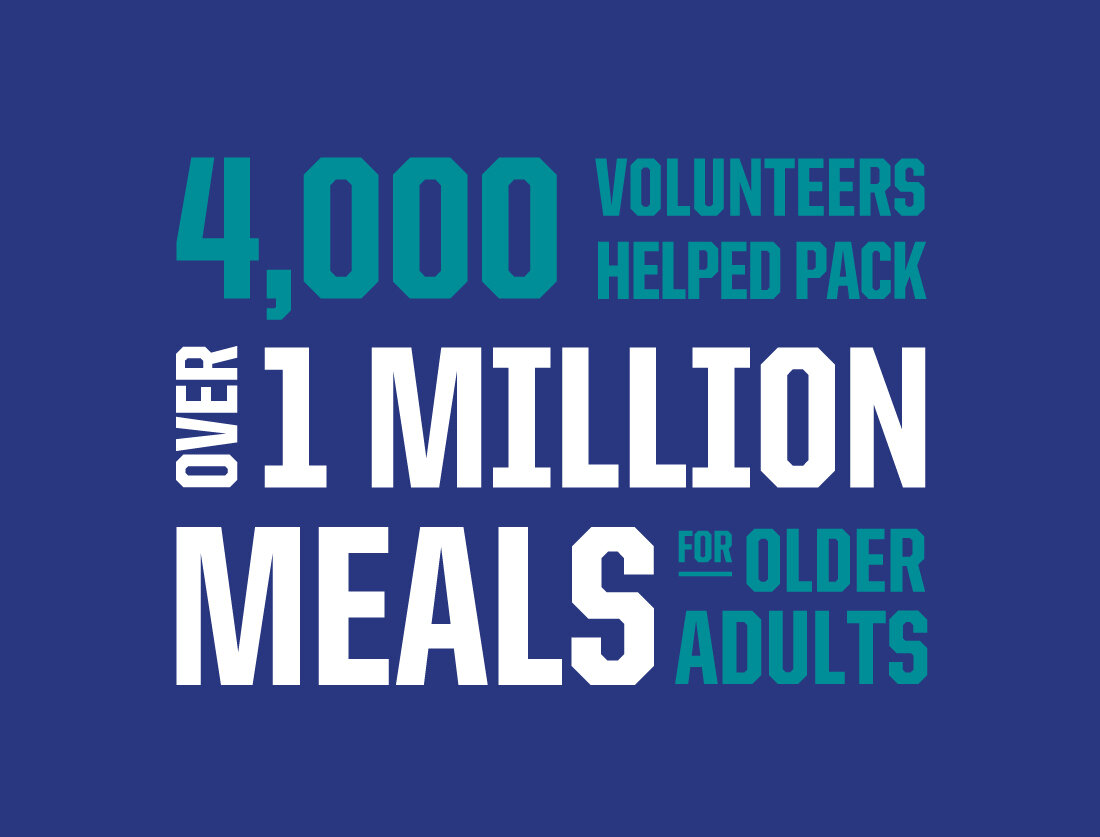 4,000 VOLUNTEERS
HELPED PACK
OVER 1 MILLION
MEALS FOR OLDER
ADULTS